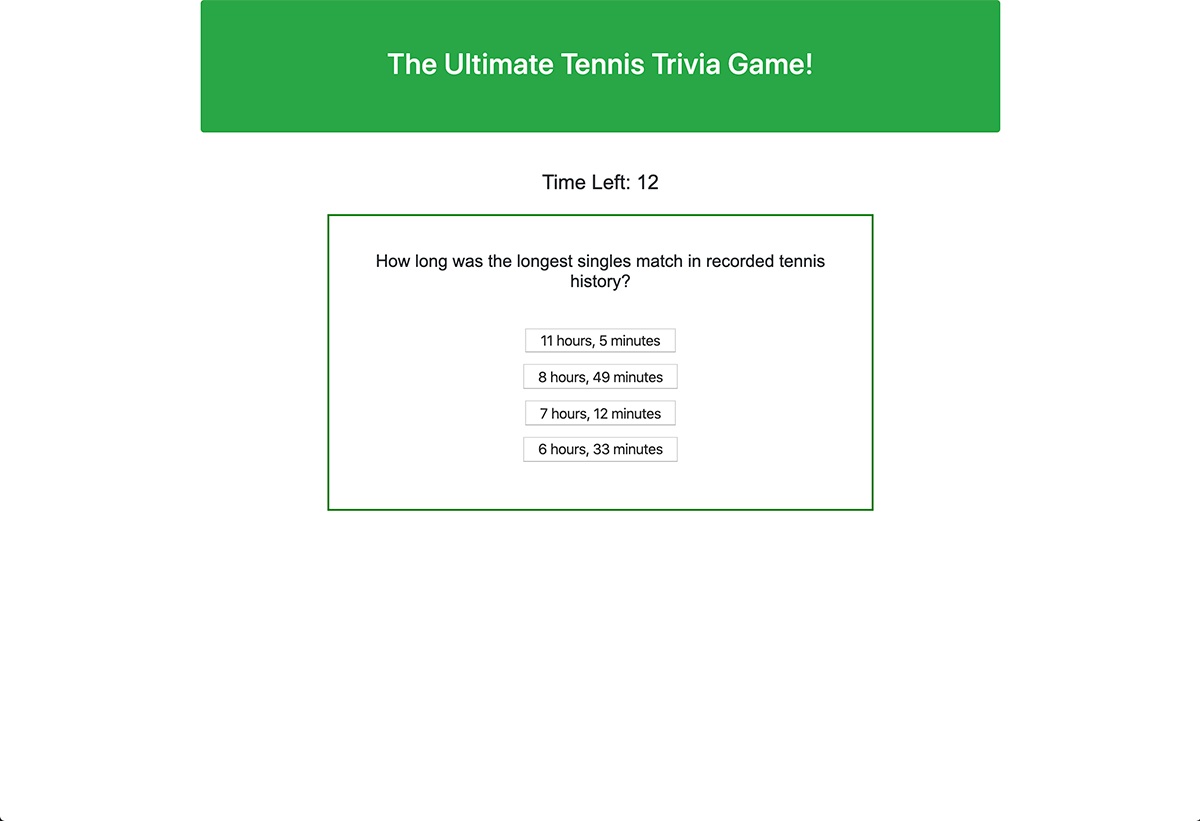 The Ultimate Tennis Trivia Game!
Time Left: 12
How long was the longest singles match in recorded tennis
history?
11 hours, 5 minutes
8 hours, 49 minutes
7 hours, 12 minutes
6 hours, 33 minutes